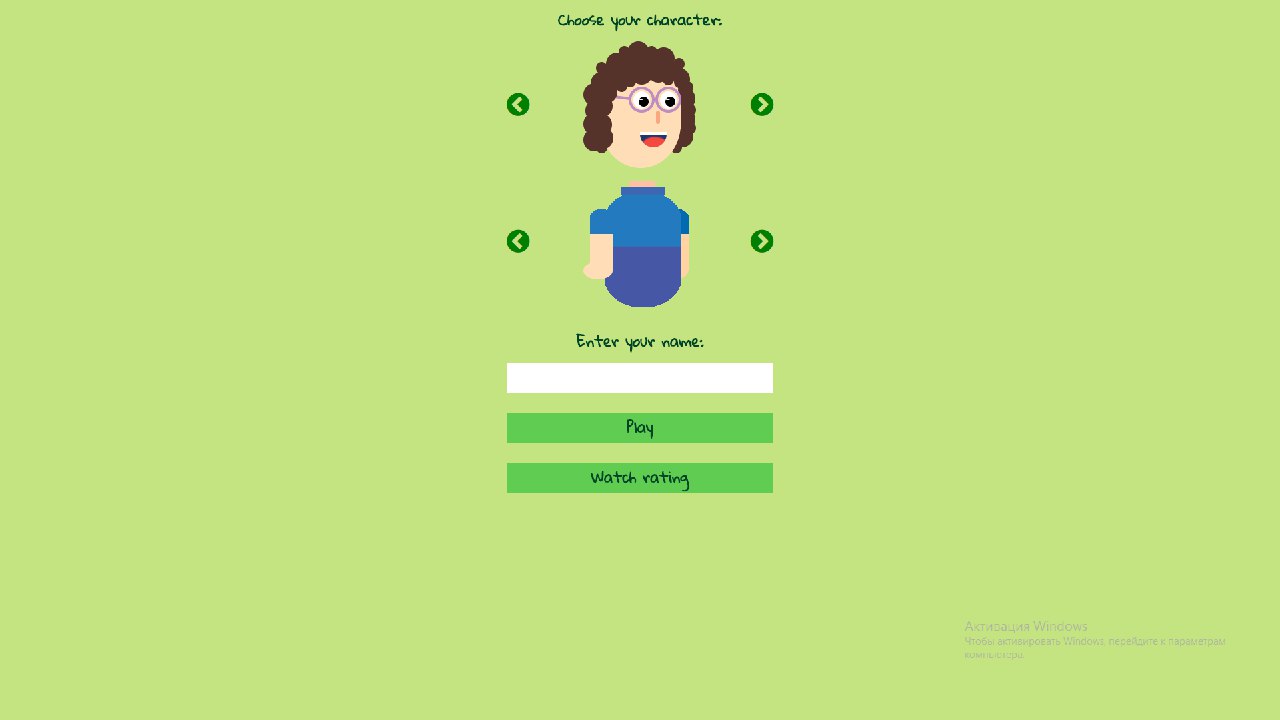 Choose your character:
Enter your name:
Play
Watch rating
Активация Windows
Чтобы активировать Windows, перейдите к параметрам
компьютера.